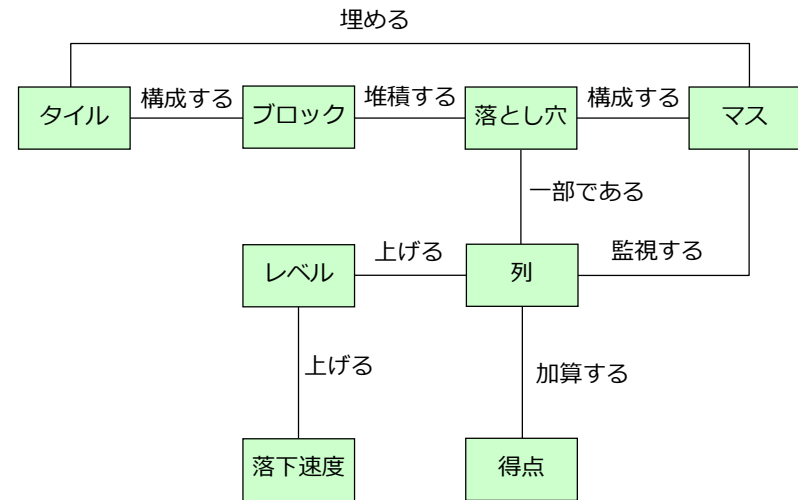 埋める
タイル
構成する
ブロック
堆積する
落とし穴
構成する
マス
一部である
レベル
上げる
列
監視する
上げる
加算する
落下速度
得点